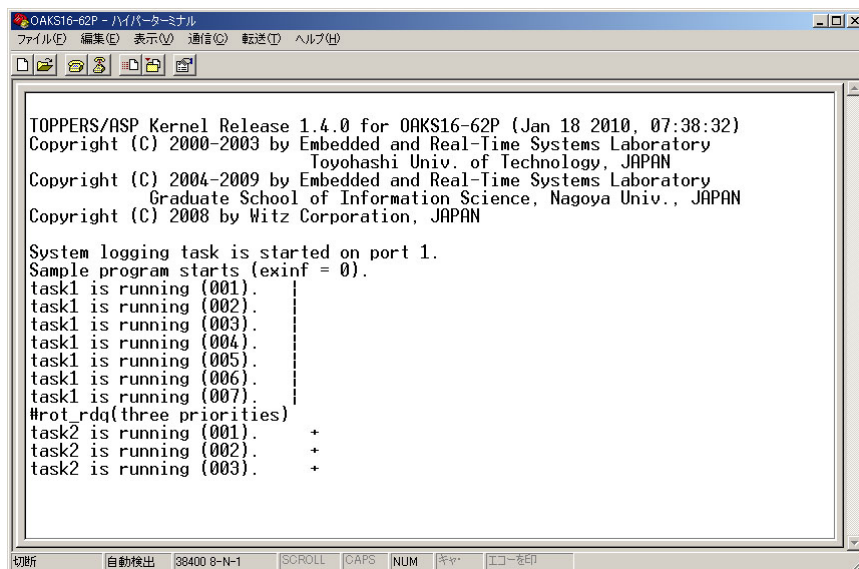 OAKS16-62P - ハイパーターミナル
ファイル(F) 編集(E) 表示(V) 通信(C) 転送(T) ヘルプ(H)
TOPPERS/ASP Kernel Release 1.4.0 for OAKS16-62P (Jan 18 2010, 07:38:32)
Copyright (C) 2000-2003 by Embedded and Real-Time Systems Laboratory
Toyohashi Univ. of Technology, JAPAN
Copyright (C) 2004-2009 by Embedded and Real-Time Systems Laboratory
Graduate School of Information Science, Nagoya Univ., JAPAN
Copyright (C) 2008 by Witz Corporation, JAPAN
System logging task is started on port 1.
Sample program starts (exinf = 0).
task1 is running (001).   |
task1 is running (002).   |
task1 is running (003).   |
task1 is running (004).   |
task1 is running (005).   |
task1 is running (006).   |
task1 is running (007).   |
#rot_rdq(three priorities)
task2 is running (001).     +
task2 is running (002).     +
task2 is running (003).     +
切断 自動検出 38400 8-N-1 SCROLL CAPS NUM キャ エコーを印